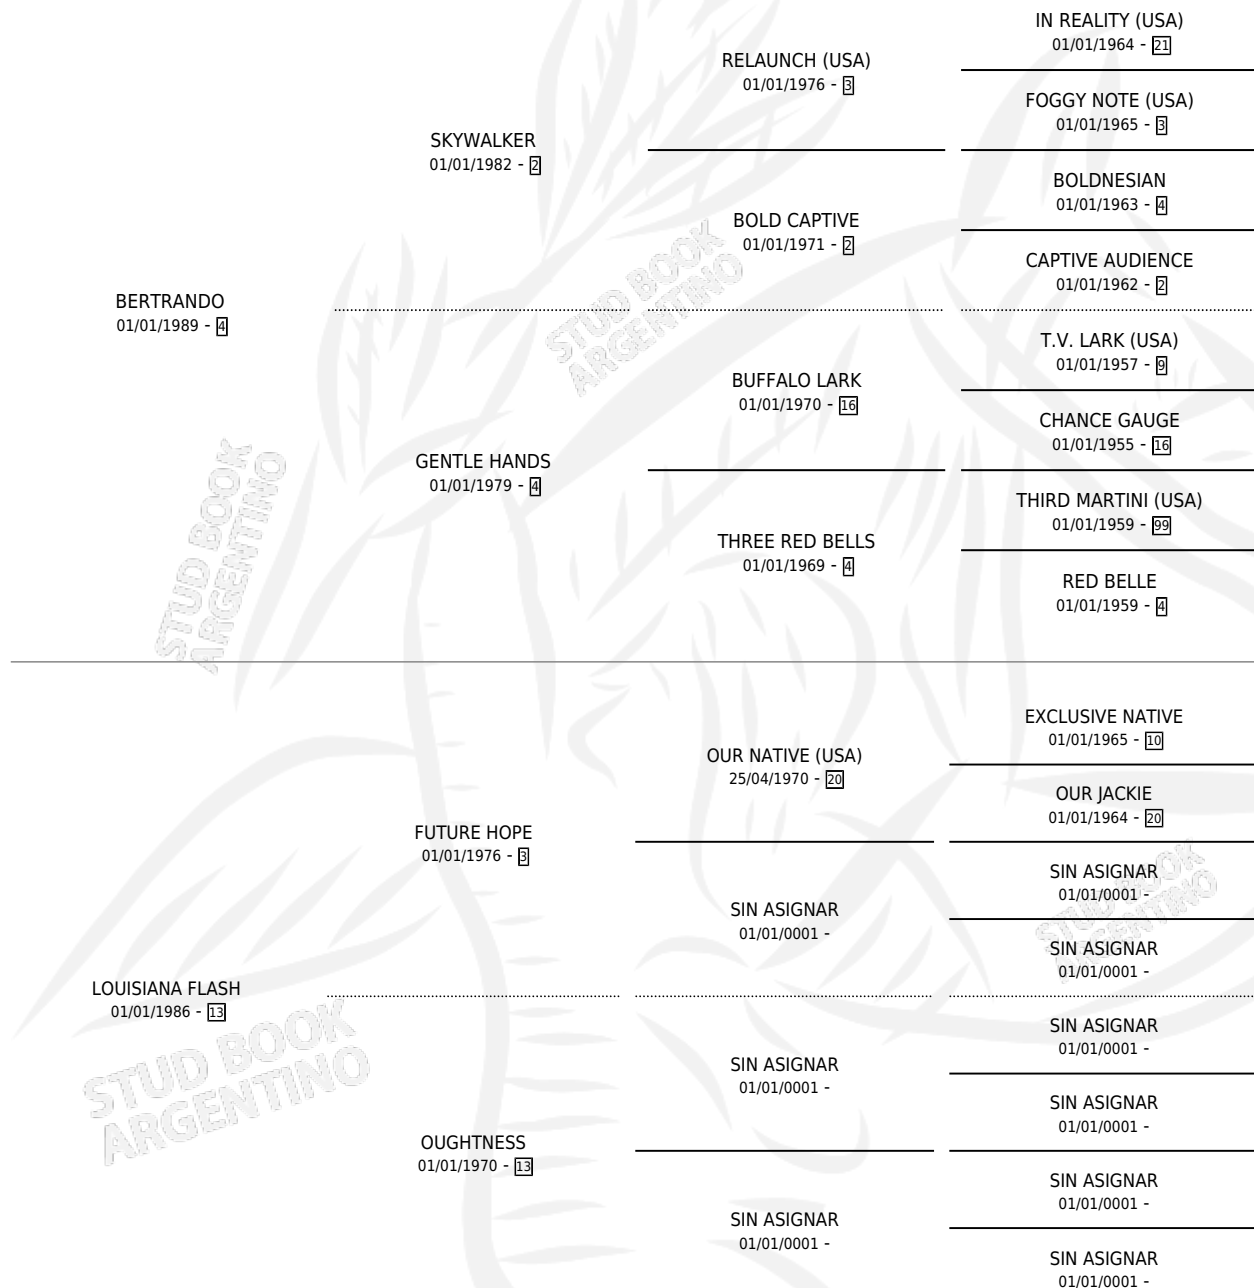 IN REALITY (USA)
01/01/1964 - 21
RELAUNCH (USA)
01/01/1976 - 3
FOGGY NOTE (USA)
01/01/1965 - 3
SKYWALKER
01/01/1982 - 2
BOLDNESIAN
01/01/1963 - 4
BOLD CAPTIVE
01/01/1971 - 2
CAPTIVE AUDIENCE
01/01/1962 - 2
BERTRANDO
01/01/1989 - 4
STUD BOOK
ARGENTINO
T.V. LARK (USA)
01/01/1957 - 9
BUFFALO LARK
01/01/1970 - 16
CHANCE GAUGE
01/01/1955 - 16
GENTLE HANDS
01/01/1979 - 4
THIRD MARTINI (USA)
01/01/1959 - 99
THREE RED BELLS
01/01/1969 - 4
RED BELLE
01/01/1959 - 4
STUD BOOK
ARGENTINO
EXCLUSIVE NATIVE
01/01/1965 - 10
OUR NATIVE (USA)
25/04/1970 - 20
OUR JACKIE
01/01/1964 - 20
FUTURE HOPE
01/01/1976 - 3
SIN ASIGNAR
01/01/0001 -
SIN ASIGNAR
01/01/0001 -
SIN ASIGNAR
01/01/0001 -
STUD BOOK
ARGENTINO
LOUISIANA FLASH
01/01/1986 - 13
SIN ASIGNAR
01/01/0001 -
SIN ASIGNAR
01/01/0001 -
SIN ASIGNAR
01/01/0001 -
STUD BOOK
ARGENTINO
OUGHTNESS
01/01/1970 - 13
SIN ASIGNAR
01/01/0001 -
SIN ASIGNAR
01/01/0001 -
SIN ASIGNAR
01/01/0001 -